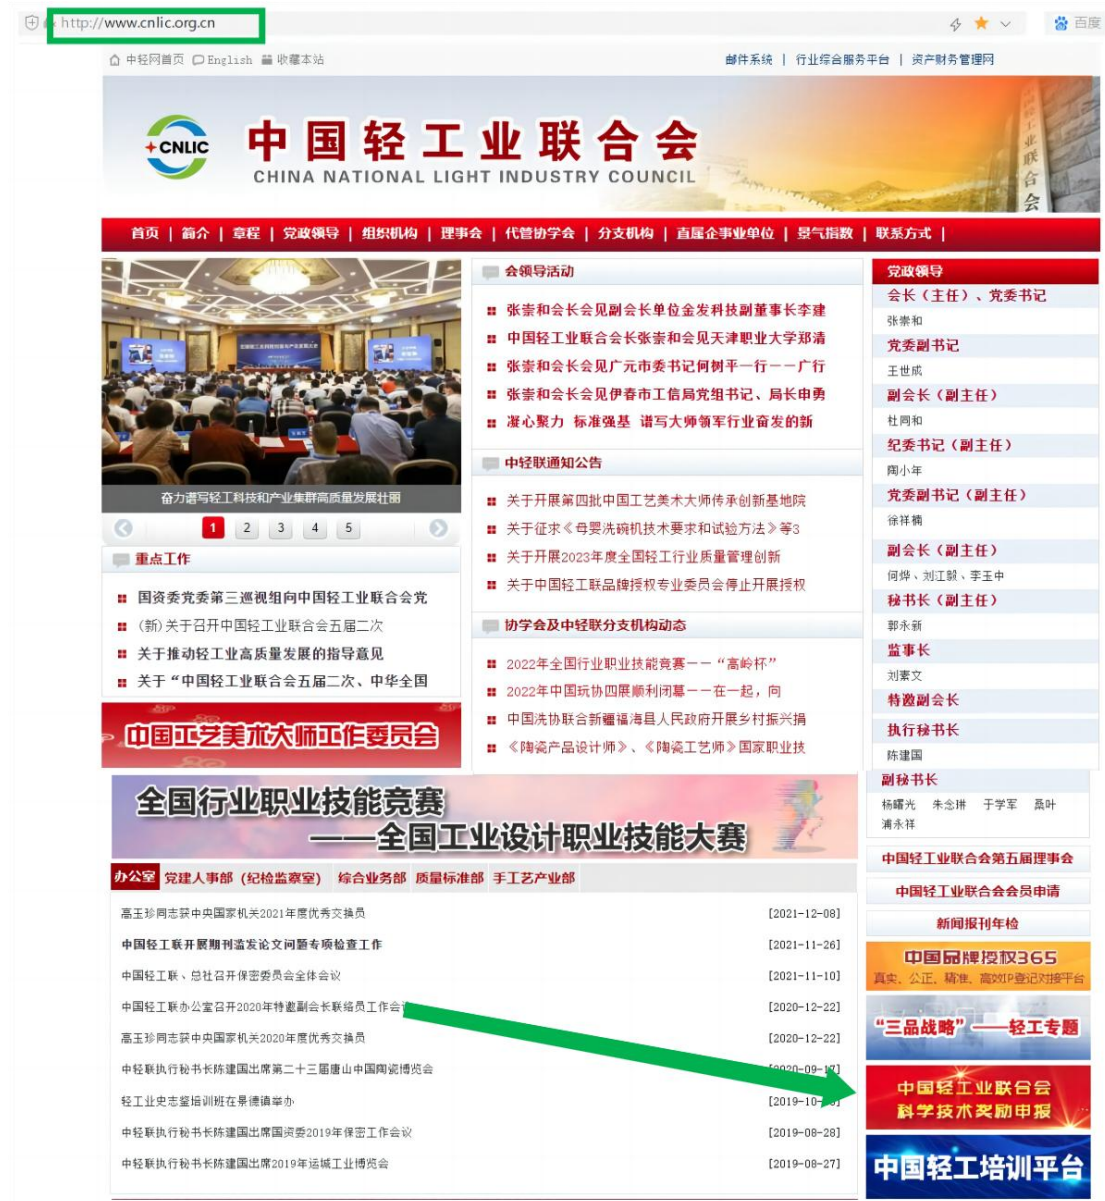 http://www.cnlic.org.cn
百度
中轻网首页 English 收藏本站
邮件系统 | 行业综合服务平台 | 资产财务管理网
CNLIC
中国轻工业联合会
CHINA NATIONAL LIGHT INDUSTRY COUNCIL
首页 | 简介 | 章程 | 党政领导 | 组织机构 | 理事会 | 代管协学会 | 分支机构 | 直属企事业单位 | 景气指数 | 联系方式 |
奋力谱写轻工科技和产业集群高质量发展壮丽
1 2 3 4 5
重点工作
国资委党委第三巡视组向中国轻工业联合会党
(新)关于召开中国轻工业联合会五届二次
关于推动轻工业高质量发展的指导意见
关于“中国轻工业联合会五届二次、中华全国
中国工艺美术大师工作委员会
会领导活动
张崇和会长会见副会长单位金发科技副董事长李建
中国轻工业联合会会长张崇和会见天津职业大学郑清
张崇和会长会见广元市委书记何树平一行——广行
张崇和会长会见伊春市工信局党组书记、局长申勇
凝心聚力 标准强基 谱写大师领军行业奋发的新
中轻联通知公告
关于开展第四批中国工艺美术大师传承创新基地院
关于征求《母婴洗碗机技术要求和试验方法》等3
关于开展2023年度全国轻工行业质量管理创新
关于中国轻工联品牌授权专业委员会停止开展授权
协学会及中轻联分支机构动态
2022年全国行业职业技能竞赛——“高岭杯”
2022年中国玩协四展顺利闭幕——在一起，向
中国洗协联合新疆福海县人民政府开展乡村振兴捐
《陶瓷产品设计师》、《陶瓷工艺师》国家职业技
党政领导
会长（主任）、党委书记
张崇和
党委副书记
王世成
副会长（副主任）
杜同和
纪委书记（副主任）
陶小年
党委副书记（副主任）
徐祥楠
副会长（副主任）
何烨、刘江毅、李玉中
秘书长（副主任）
郭永新
监事长
刘素文
特邀副会长
执行秘书长
陈建国
副秘书长
杨曙光 朱念琳 于学军 桑叶
浦永祥
全国行业职业技能竞赛
——全国工业设计职业技能大赛
办公室 党建人事部（纪检监察室） 综合业务部 质量标准部 手工艺产业部
高玉珍同志获中央国家机关2021年度优秀交换员 [2021-12-08]
中国轻工联开展期刊滥发论文问题专项检查工作 [2021-11-26]
中国轻工联、总社召开保密委员会全体会议 [2021-11-10]
中国轻工联办公室召开2020年特邀副会长联络员工作会 [2020-12-22]
高玉珍同志获中央国家机关2020年度优秀交换员 [2020-12-22]
中轻联执行秘书长陈建国出席第二十三届唐山中国陶瓷博览会 [2020-09-17]
轻工业史志鉴培训班在景德镇举办 [2019-10-
中轻联执行秘书长陈建国出席国资委2019年保密工作会议 [2019-08-28]
中轻联执行秘书长陈建国出席2019年运城工业博览会 [2019-08-27]
中国轻工业联合会第五届理事会
中国轻工业联合会会员申请
新闻报刊年检
中国品牌授权365
真实、公正、精准、高效IP登记对接平台
“三品战略”——轻工专题
中国轻工业联合会
科学技术奖励申报
中国轻工培训平台